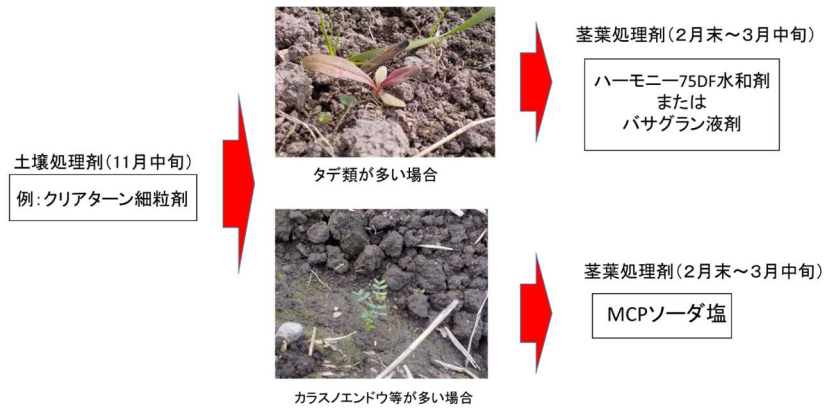 土壌処理剤（11月中旬）
例：クリアターン細粒剤
タデ類が多い場合
茎葉処理剤（２月末～３月中旬）
ハーモニー75DF水和剤
または
バサグラン液剤
カラスノエンドウ等が多い場合
茎葉処理剤（２月末～３月中旬）
MCPソーダ塩